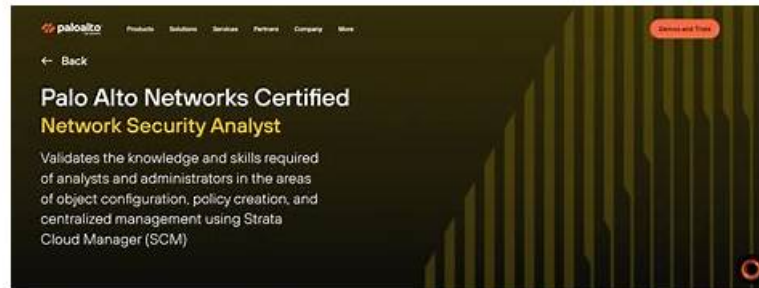 paloalto
Products Solutions Services Partners Company More
Demos and Trials
← Back
Palo Alto Networks Certified
Network Security Analyst
Validates the knowledge and skills required
of analysts and administrators in the areas
of object configuration, policy creation, and
centralized management using Strata
Cloud Manager (SCM)